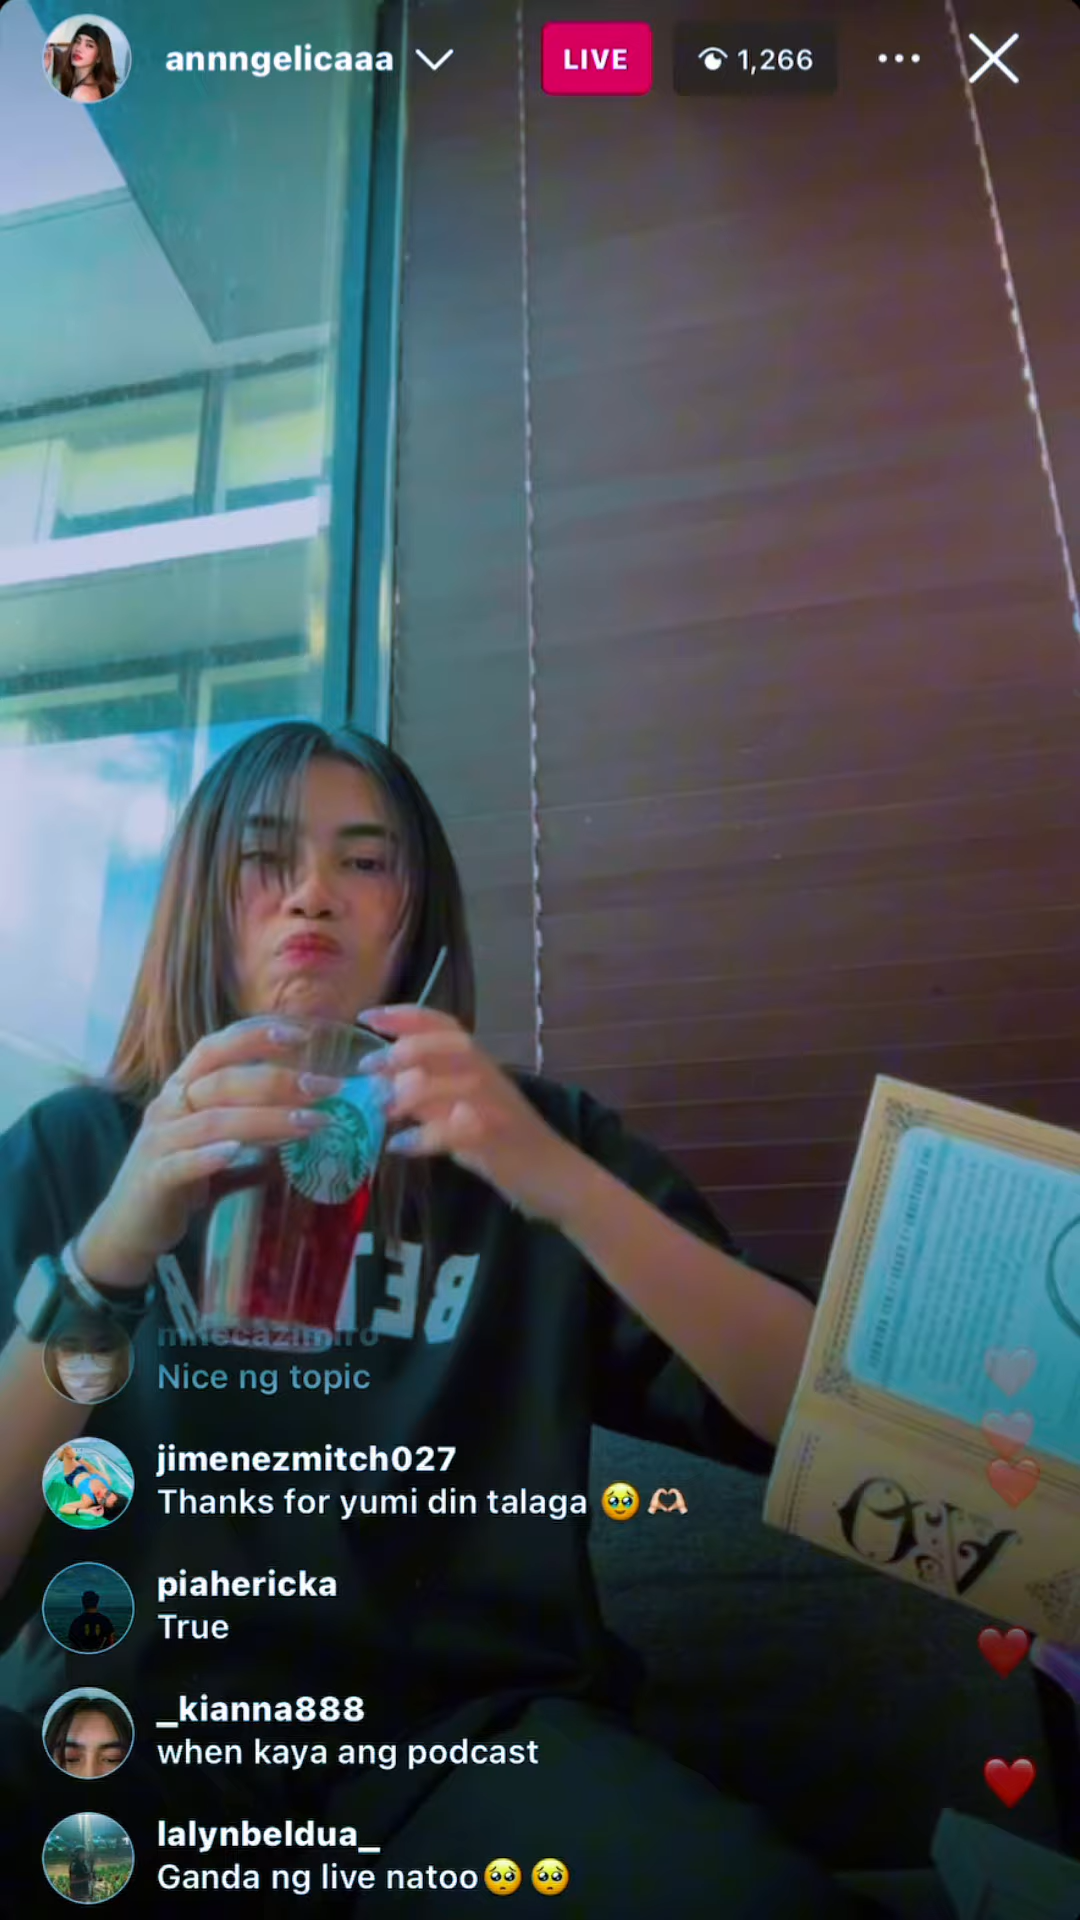 annngelicaaa
LIVE
1,266
Nice ng topic
jimenezmitch027
Thanks for yumi din talaga 🥹🫶🏻
piahericka
True
_kianna888
when kaya ang podcast
lalynbeldua_
Ganda ng live natoo🥺🥺